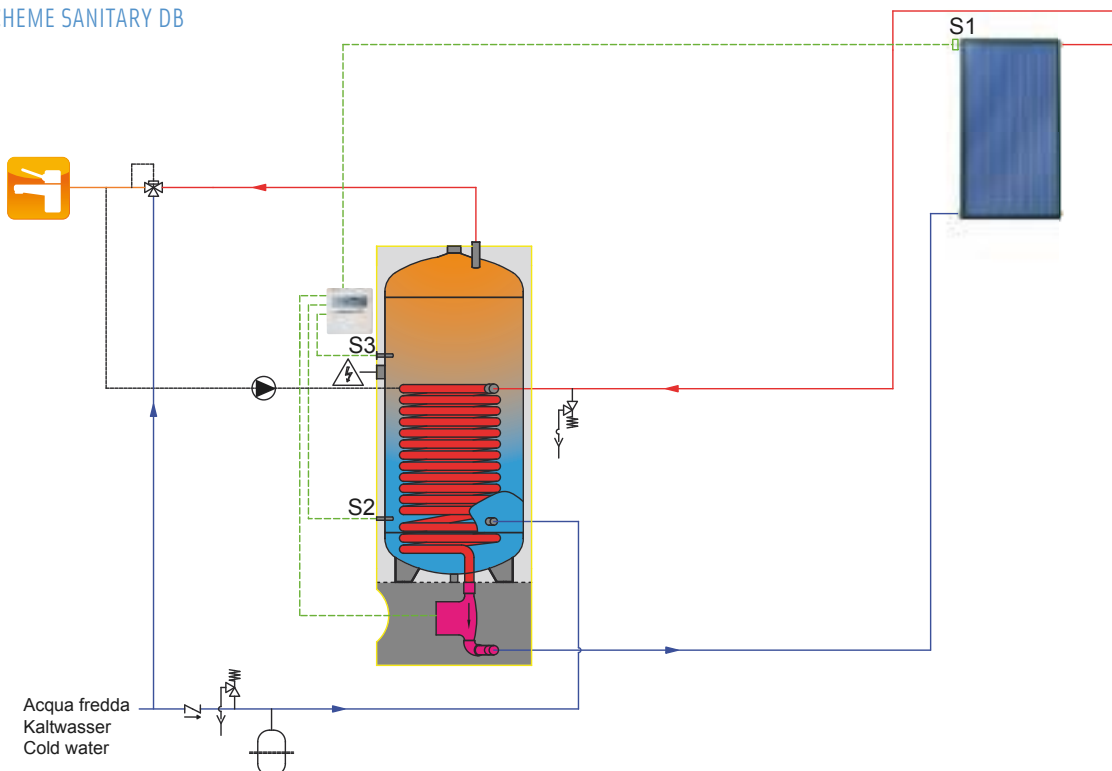 HEME SANITARY DB
S1
S3
S2
Acqua fredda
Kaltwasser
Cold water